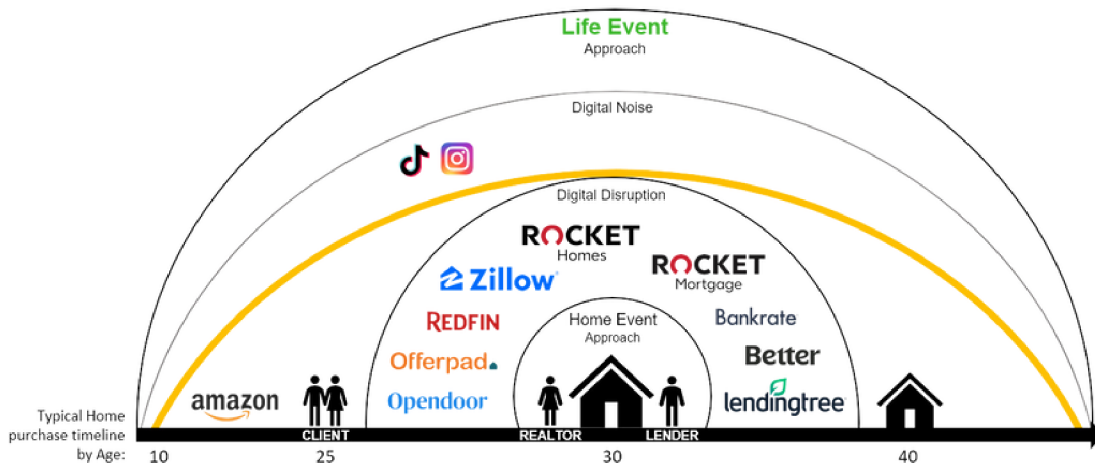 Life Event
Approach
Digital Noise
Digital Disruption
ROCKET
Homes
ROCKET
Mortgage
Zillow
REDFIN
Home Event
Approach
Bankrate
Offerpad.
Better
amazon
Opendoor
lendingtree
Typical Home
purchase timeline
by Age:
CLIENT
REALTOR
LENDER
10
25
30
40